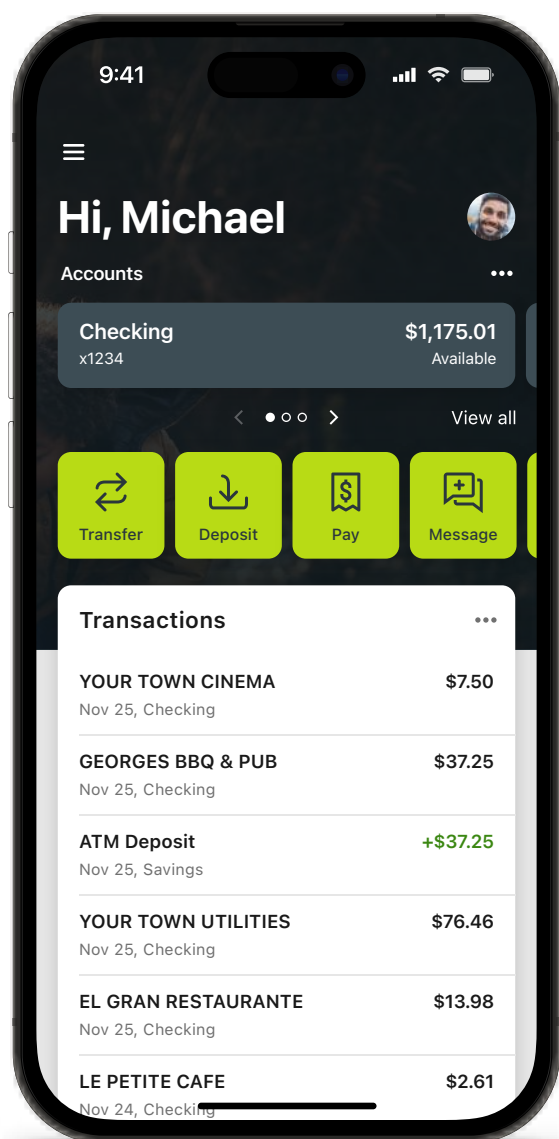 9:41
Hi, Michael
Accounts
Checking $1,175.01
x1234 Available
View all
Transfer Deposit Pay Message
Transactions
YOUR TOWN CINEMA $7.50
Nov 25, Checking
GEORGES BBQ & PUB $37.25
Nov 25, Checking
ATM Deposit +$37.25
Nov 25, Savings
YOUR TOWN UTILITIES $76.46
Nov 25, Checking
EL GRAN RESTAURANTE $13.98
Nov 25, Checking
LE PETITE CAFE $2.61
Nov 24, Checking